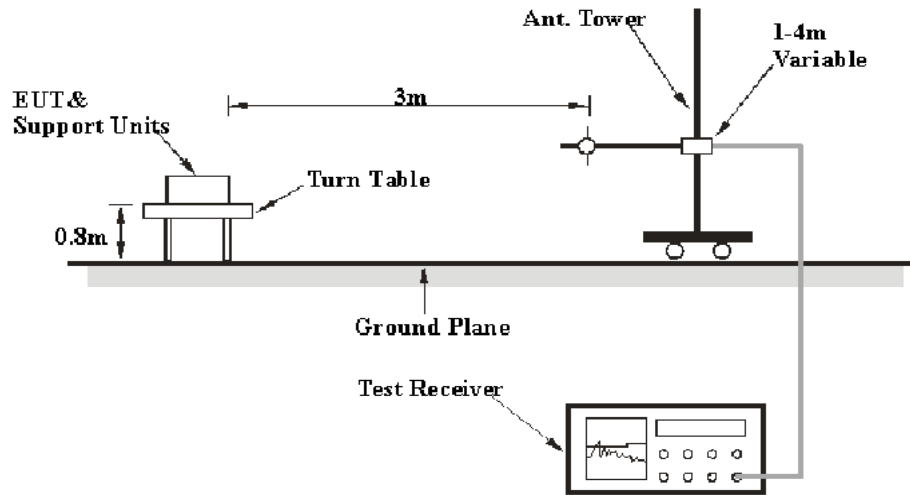 Ant. Tower
1-4m
Variable
3m
EUT&
Support Units
Turn Table
0.8m
Ground Plane
Test Receiver